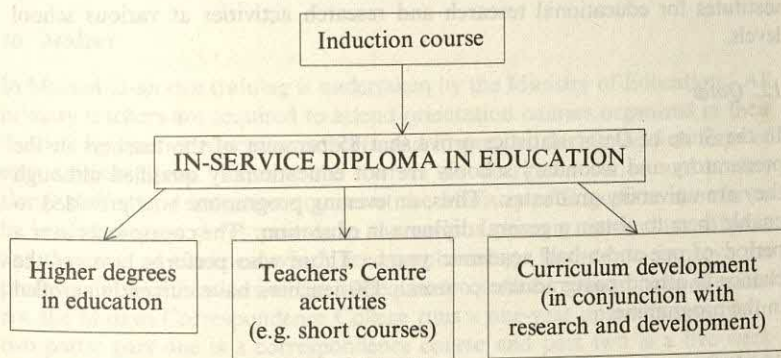 Induction course
IN-SERVICE DIPLOMA IN EDUCATION
Higher degrees
in education
Teachers' Centre
activities
(e.g. short courses)
Curriculum development
(in conjunction with
research and development)